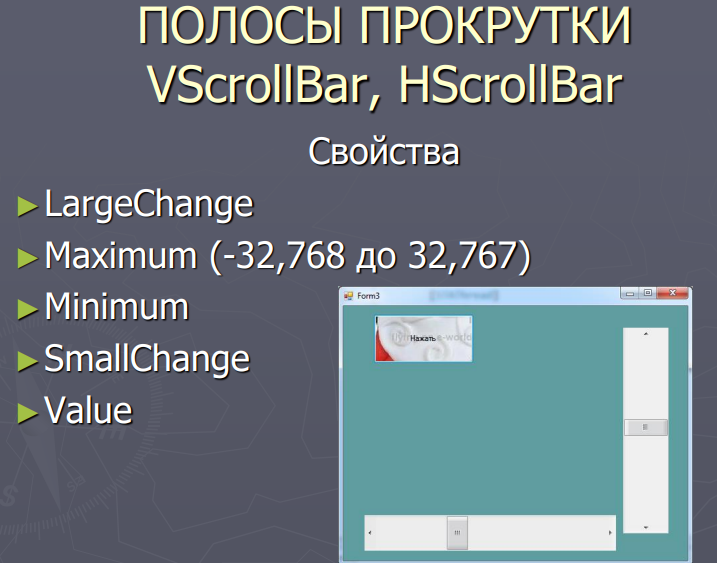 ПОЛОСЫ ПРОКРУТКИ
VScrollBar, HScrollBar
Свойства
LargeChange
Maximum (-32,768 до 32,767)
Minimum
SmallChange
Value
Form3
Нажать